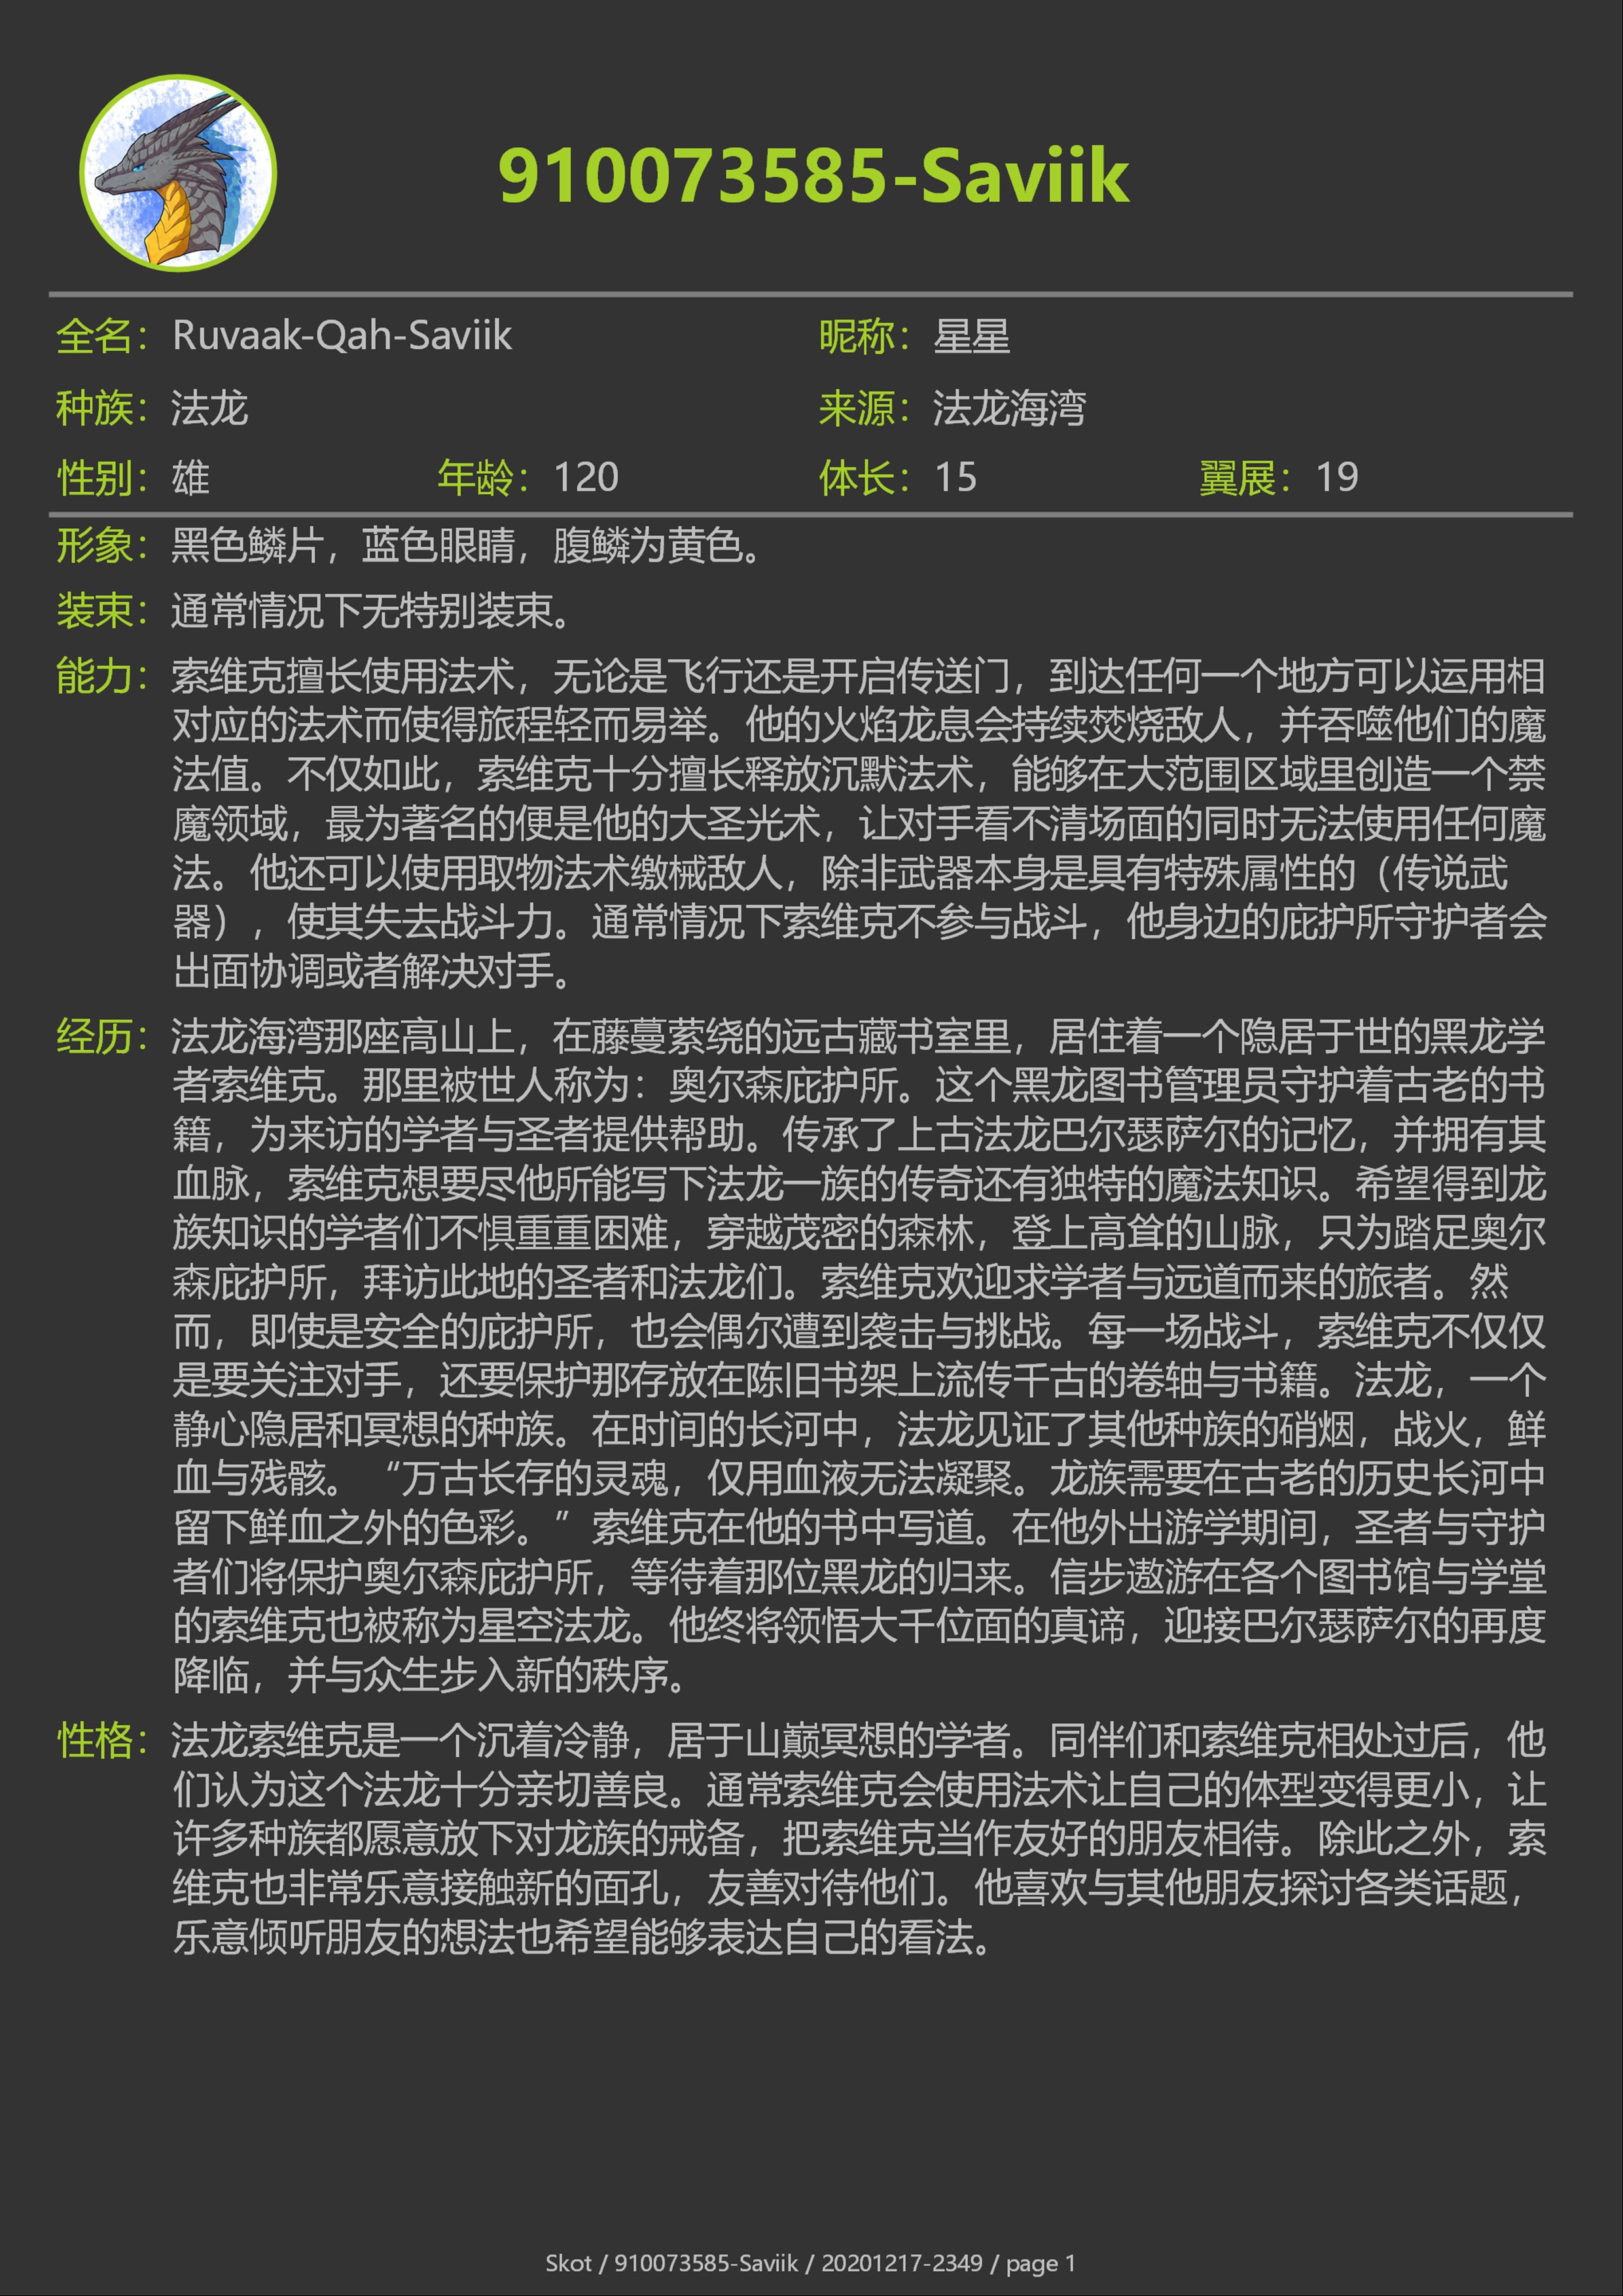 910073585-Saviik
全名：Ruvaak-Qah-Saviik 昵称：星星
种族：法龙 来源：法龙海湾
性别：雄 年龄：120 体长：15 翼展：19
形象：黑色鳞片，蓝色眼睛，腹鳞为黄色。
装束：通常情况下无特别装束。
能力：索维克擅长使用法术，无论是飞行还是开启传送门，到达任何一个地方可以运用相
对应的法术而使得旅程轻而易举。他的火焰龙息会持续焚烧敌人，并吞噬他们的魔
法值。不仅如此，索维克十分擅长释放沉默法术，能够在大范围区域里创造一个禁
魔领域，最为著名的便是他的大圣光术，让对手看不清场面的同时无法使用任何魔
法。他还可以使用取物法术缴械敌人，除非武器本身是具有特殊属性的（传说武
器），使其失去战斗力。通常情况下索维克不参与战斗，他身边的庇护所守护者会
出面协调或者解决对手。
经历：法龙海湾那座高山上，在藤蔓萦绕的远古藏书室里，居住着一个隐居于世的黑龙学
者索维克。那里被世人称为：奥尔森庇护所。这个黑龙图书管理员守护着古老的书
籍，为来访的学者与圣者提供帮助。传承了上古法龙巴尔瑟萨尔的记忆，并拥有其
血脉，索维克想要尽他所能写下法龙一族的传奇还有独特的魔法知识。希望得到龙
族知识的学者们不惧重重困难，穿越茂密的森林，登上高耸的山脉，只为踏足奥尔
森庇护所，拜访此地的圣者和法龙们。索维克欢迎求学者与远道而来的旅者。然
而，即使是安全的庇护所，也会偶尔遭到袭击与挑战。每一场战斗，索维克不仅仅
是要关注对手，还要保护那存放在陈旧书架上流传千古的卷轴与书籍。法龙，一个
静心隐居和冥想的种族。在时间的长河中，法龙见证了其他种族的硝烟，战火，鲜
血与残骸。“万古长存的灵魂，仅用血液无法凝聚。龙族需要在古老的历史长河中
留下鲜血之外的色彩。”索维克在他的书中写道。在他外出游学期间，圣者与守护
者们将保护奥尔森庇护所，等待着那位黑龙的归来。信步遨游在各个图书馆与学堂
的索维克也被称为星空法龙。他终将领悟大千位面的真谛，迎接巴尔瑟萨尔的再度
降临，并与众生步入新的秩序。
性格：法龙索维克是一个沉着冷静，居于山巅冥想的学者。同伴们和索维克相处过后，他
们认为这个法龙十分亲切善良。通常索维克会使用法术让自己的体型变得更小，让
许多种族都愿意放下对龙族的戒备，把索维克当作友好的朋友相待。除此之外，索
维克也非常乐意接触新的面孔，友善对待他们。他喜欢与其他朋友探讨各类话题，
乐意倾听朋友的想法也希望能够表达自己的看法。
Skot / 910073585-Saviik / 20201217-2349 / page 1